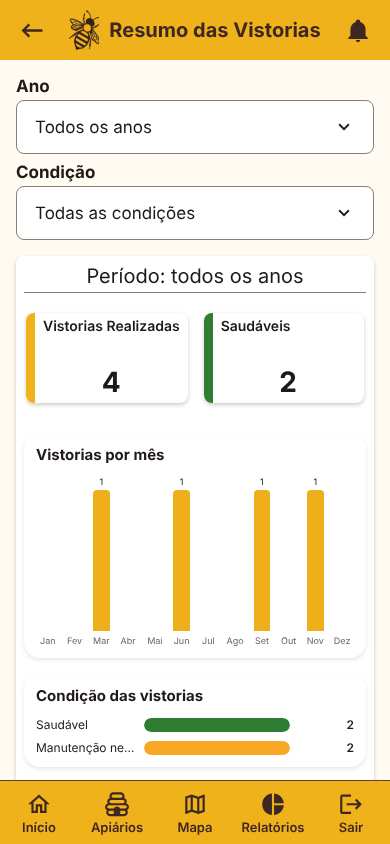 Resumo das Vistorias
Ano
Todos os anos
Condição
Todas as condições
Período: todos os anos
Vistorias Realizadas
4
Saudáveis
2
Vistorias por mês
1 1 1 1
Jan Fev Mar Abr Mai Jun Jul Ago Set Out Nov Dez
Condição das vistorias
Saudável 2
Manutenção ne... 2
Início Apiários Mapa Relatórios Sair